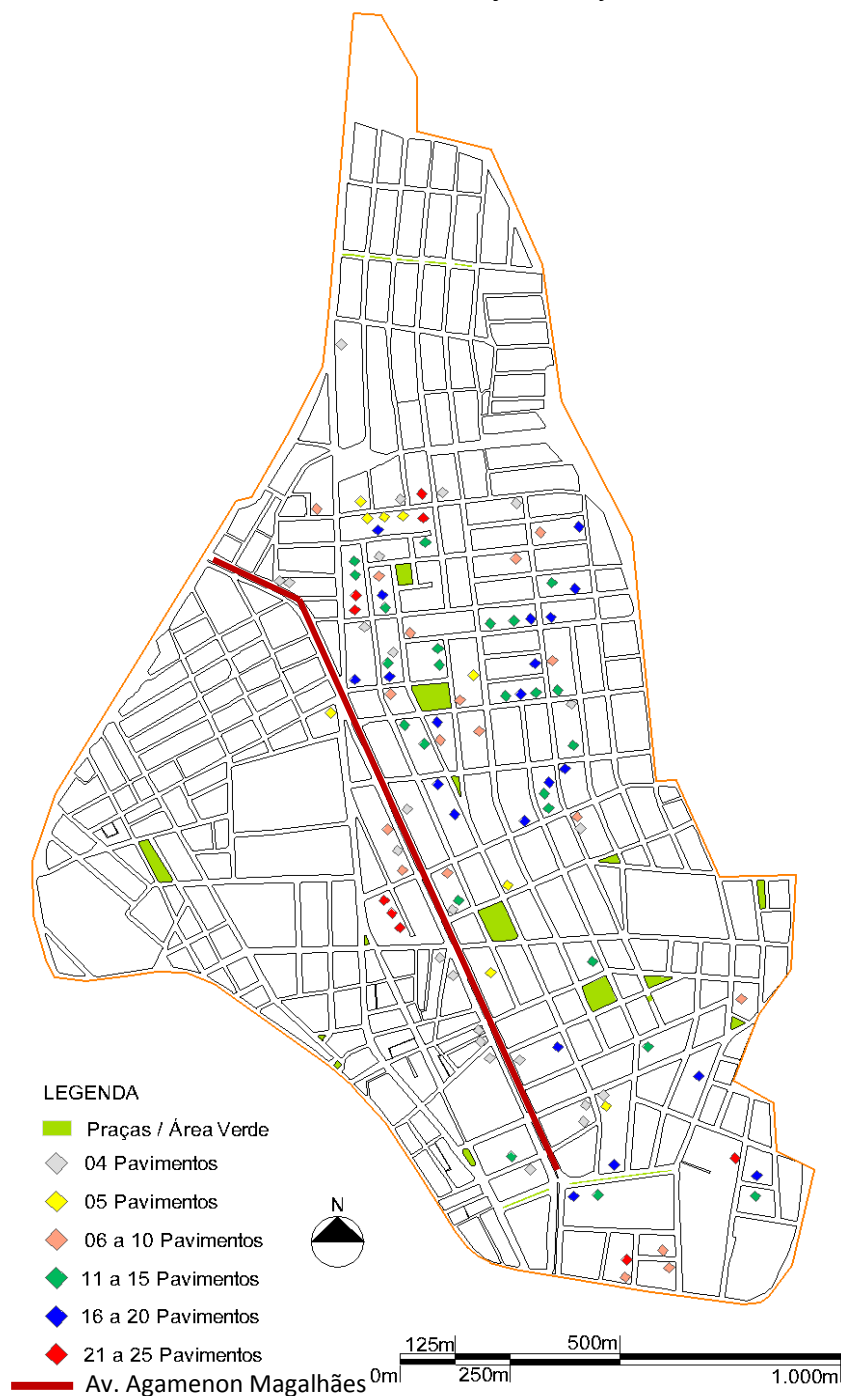 LEGENDA
Praças / Área Verde
04 Pavimentos
05 Pavimentos
06 a 10 Pavimentos
11 a 15 Pavimentos
16 a 20 Pavimentos
21 a 25 Pavimentos
Av. Agamenon Magalhães
N
125m 500m
0m 250m 1.000m